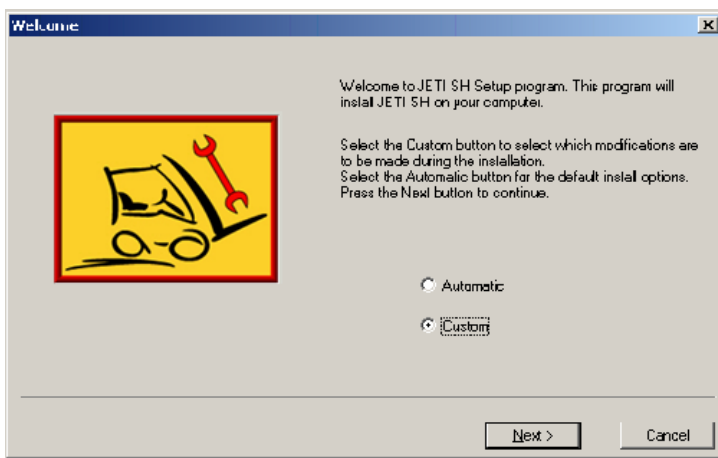 Welcome
Welcome to JETI SH Setup program. This program will
install JETI SH on your computer.
Select the Custom button to select which modifications are
to be made during the installation.
Select the Automatic button for the default install options.
Press the Next button to continue.
Automatic
Custom
Next >
Cancel